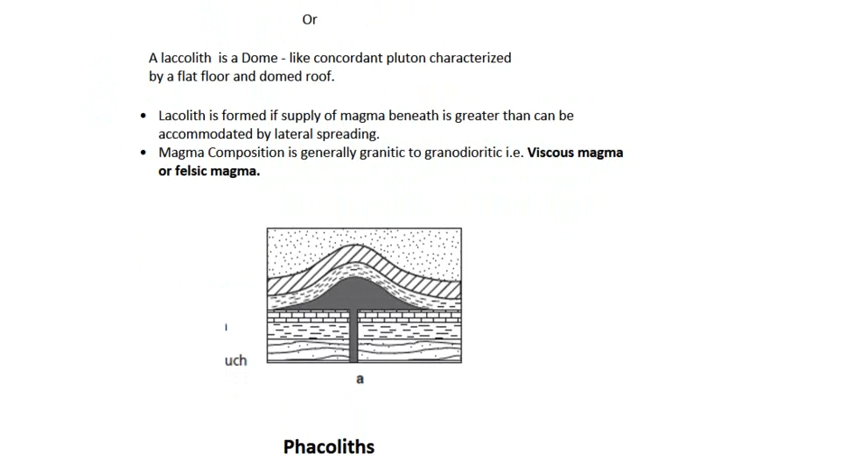 Or
A laccolith is a Dome - like concordant pluton characterized
by a flat floor and domed roof.
• Lacolith is formed if supply of magma beneath is greater than can be
accommodated by lateral spreading.
• Magma Composition is generally granitic to granodioritic i.e. Viscous magma
or felsic magma.
uch
a
Phacoliths